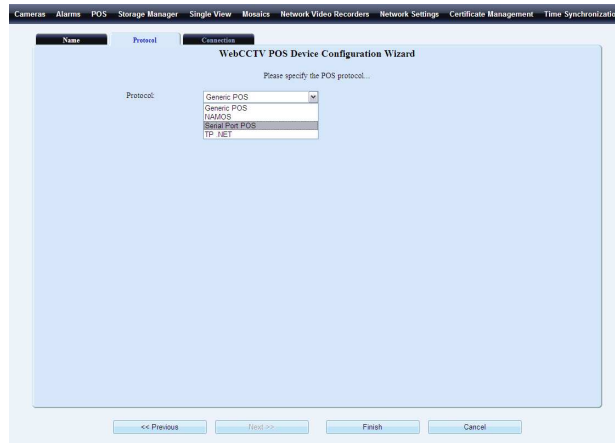 Cameras Alarms POS Storage Manager Single View Mosaics Network Video Recorders Network Settings Certificate Management Time Synchronizatio
Name Protocol Connection
WebCCTV POS Device Configuration Wizard
Please specify the POS protocol...
Protocol: Generic POS
Generic POS
NAMOS
Serial Port POS
TP .NET
<< Previous Next >> Finish Cancel